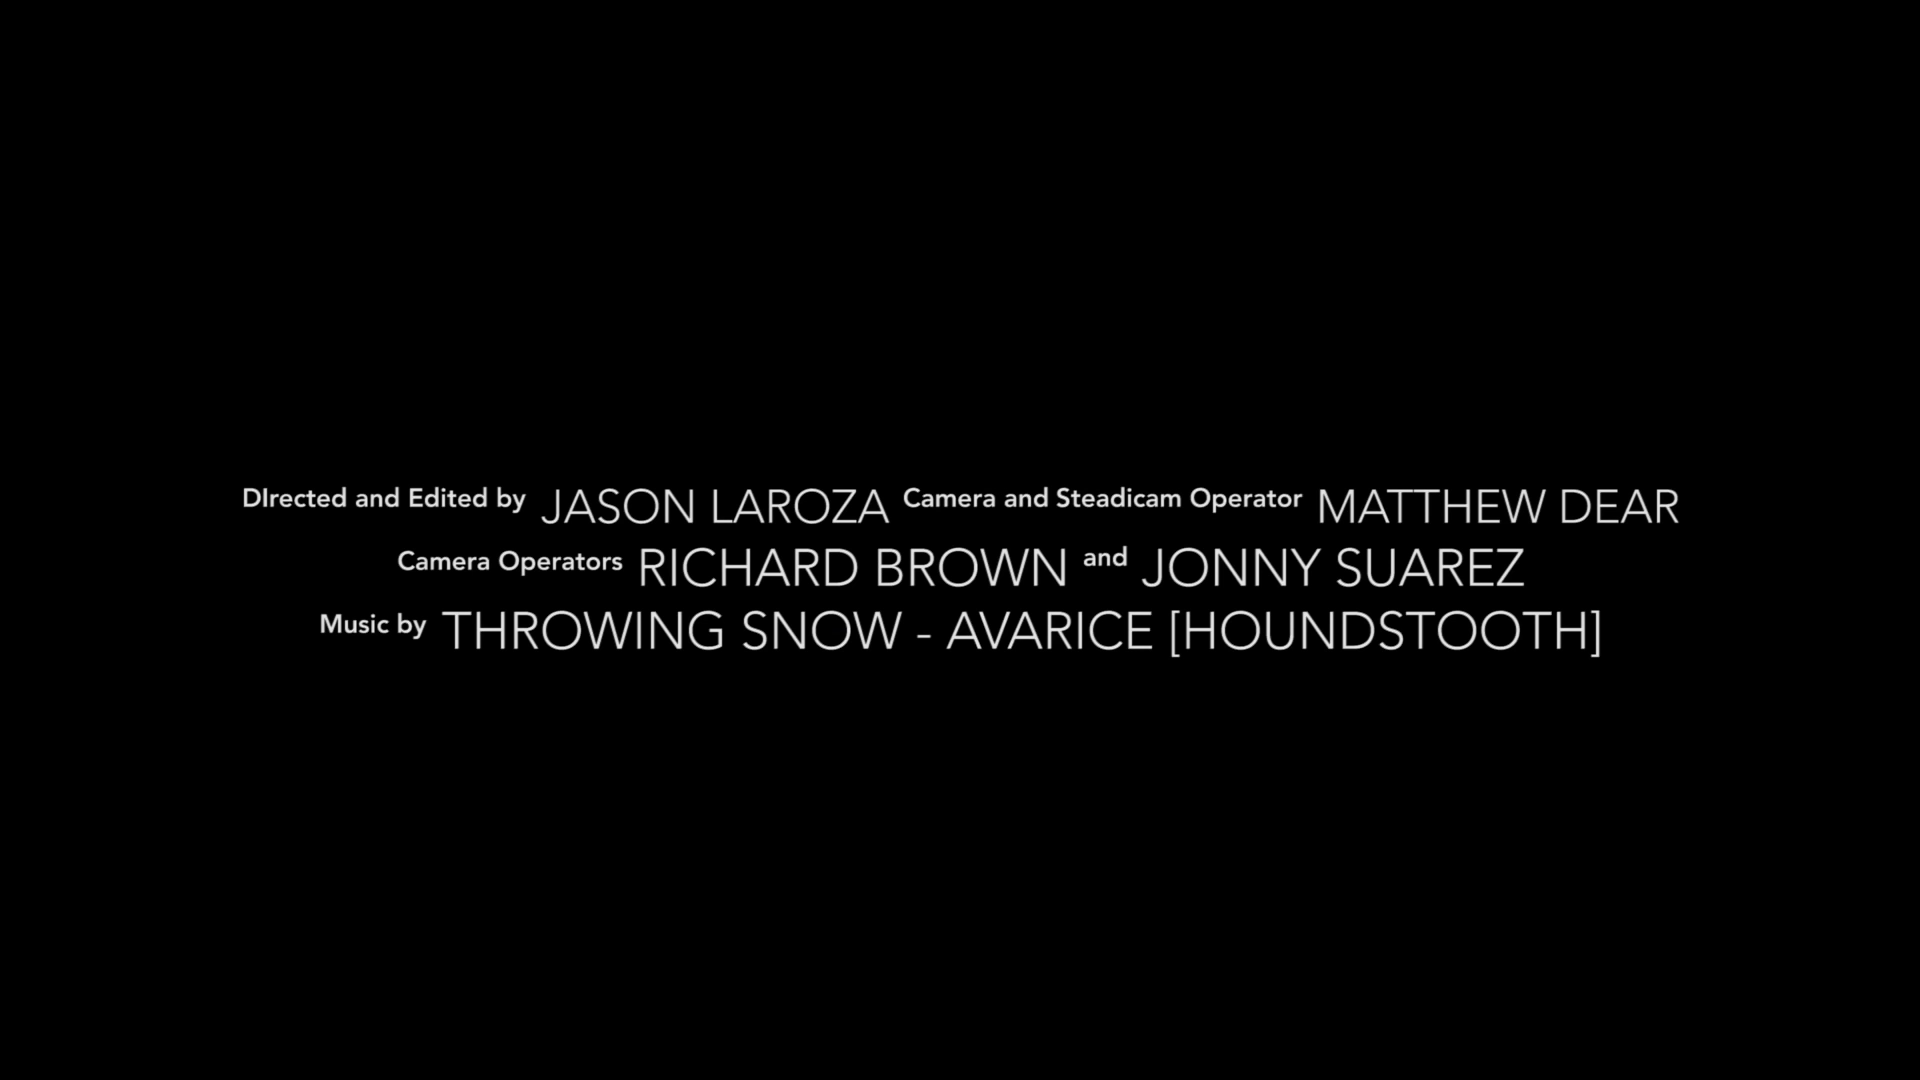 DIrected and Edited by JASON LAROZA Camera and Steadicam Operator MATTHEW DEAR
Camera Operators RICHARD BROWN and JONNY SUAREZ
Music by THROWING SNOW - AVARICE [HOUNDSTOOTH]